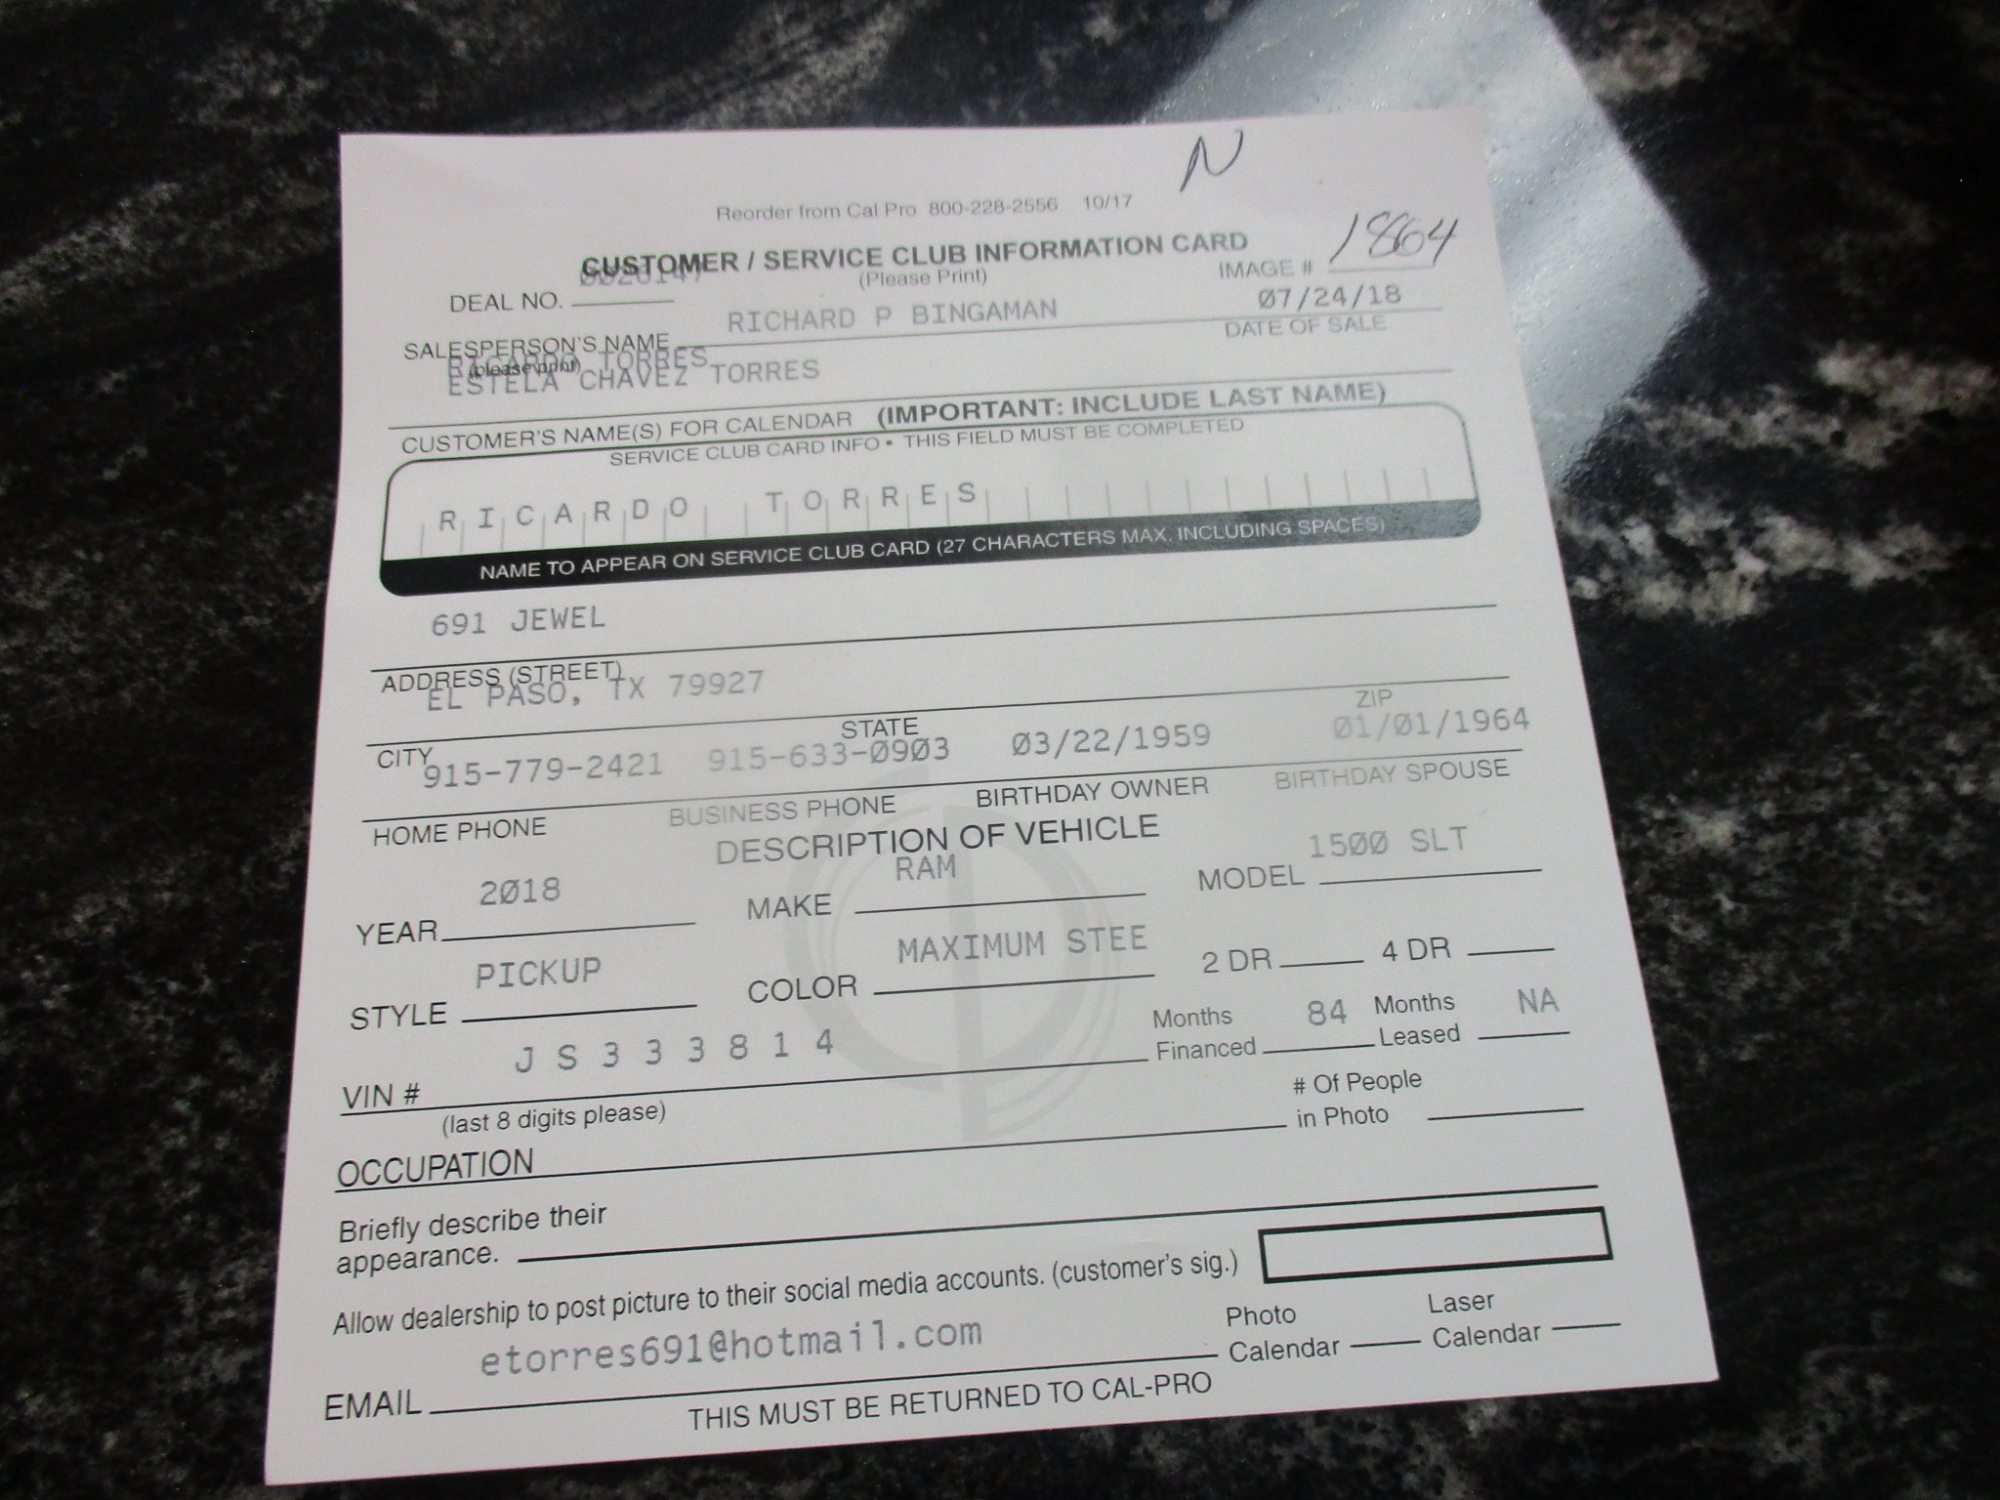 N
Reorder from Cal Pro 800-228-2556 10/17
CUSTOMER / SERVICE CLUB INFORMATION CARD
(Please Print)
IMAGE # 1864
DEAL NO.
RICHARD P BINGAMAN
07/24/18
SALESPERSON'S NAME
DATE OF SALE
(please print)
RICARDO TORRES
ESTELA CHAVEZ TORRES
CUSTOMER'S NAME(S) FOR CALENDAR (IMPORTANT: INCLUDE LAST NAME)
SERVICE CLUB CARD INFO • THIS FIELD MUST BE COMPLETED
RICARDO TORRES
NAME TO APPEAR ON SERVICE CLUB CARD (27 CHARACTERS MAX. INCLUDING SPACES)
691 JEWEL
ADDRESS (STREET)
EL PASO, TX 79927
CITY STATE ZIP
915-779-2421 915-633-0903 03/22/1959 01/01/1964
HOME PHONE BUSINESS PHONE BIRTHDAY OWNER BIRTHDAY SPOUSE
DESCRIPTION OF VEHICLE
YEAR 2018 MAKE RAM MODEL 1500 SLT
STYLE PICKUP COLOR MAXIMUM STEE 2 DR 4 DR
VIN # J S 3 3 3 8 1 4 Months Financed 84 Months Leased NA
(last 8 digits please)
# Of People
in Photo
OCCUPATION
Briefly describe their
appearance.
Allow dealership to post picture to their social media accounts. (customer's sig.)
EMAIL etorres691@hotmail.com Photo Calendar Laser Calendar
THIS MUST BE RETURNED TO CAL-PRO